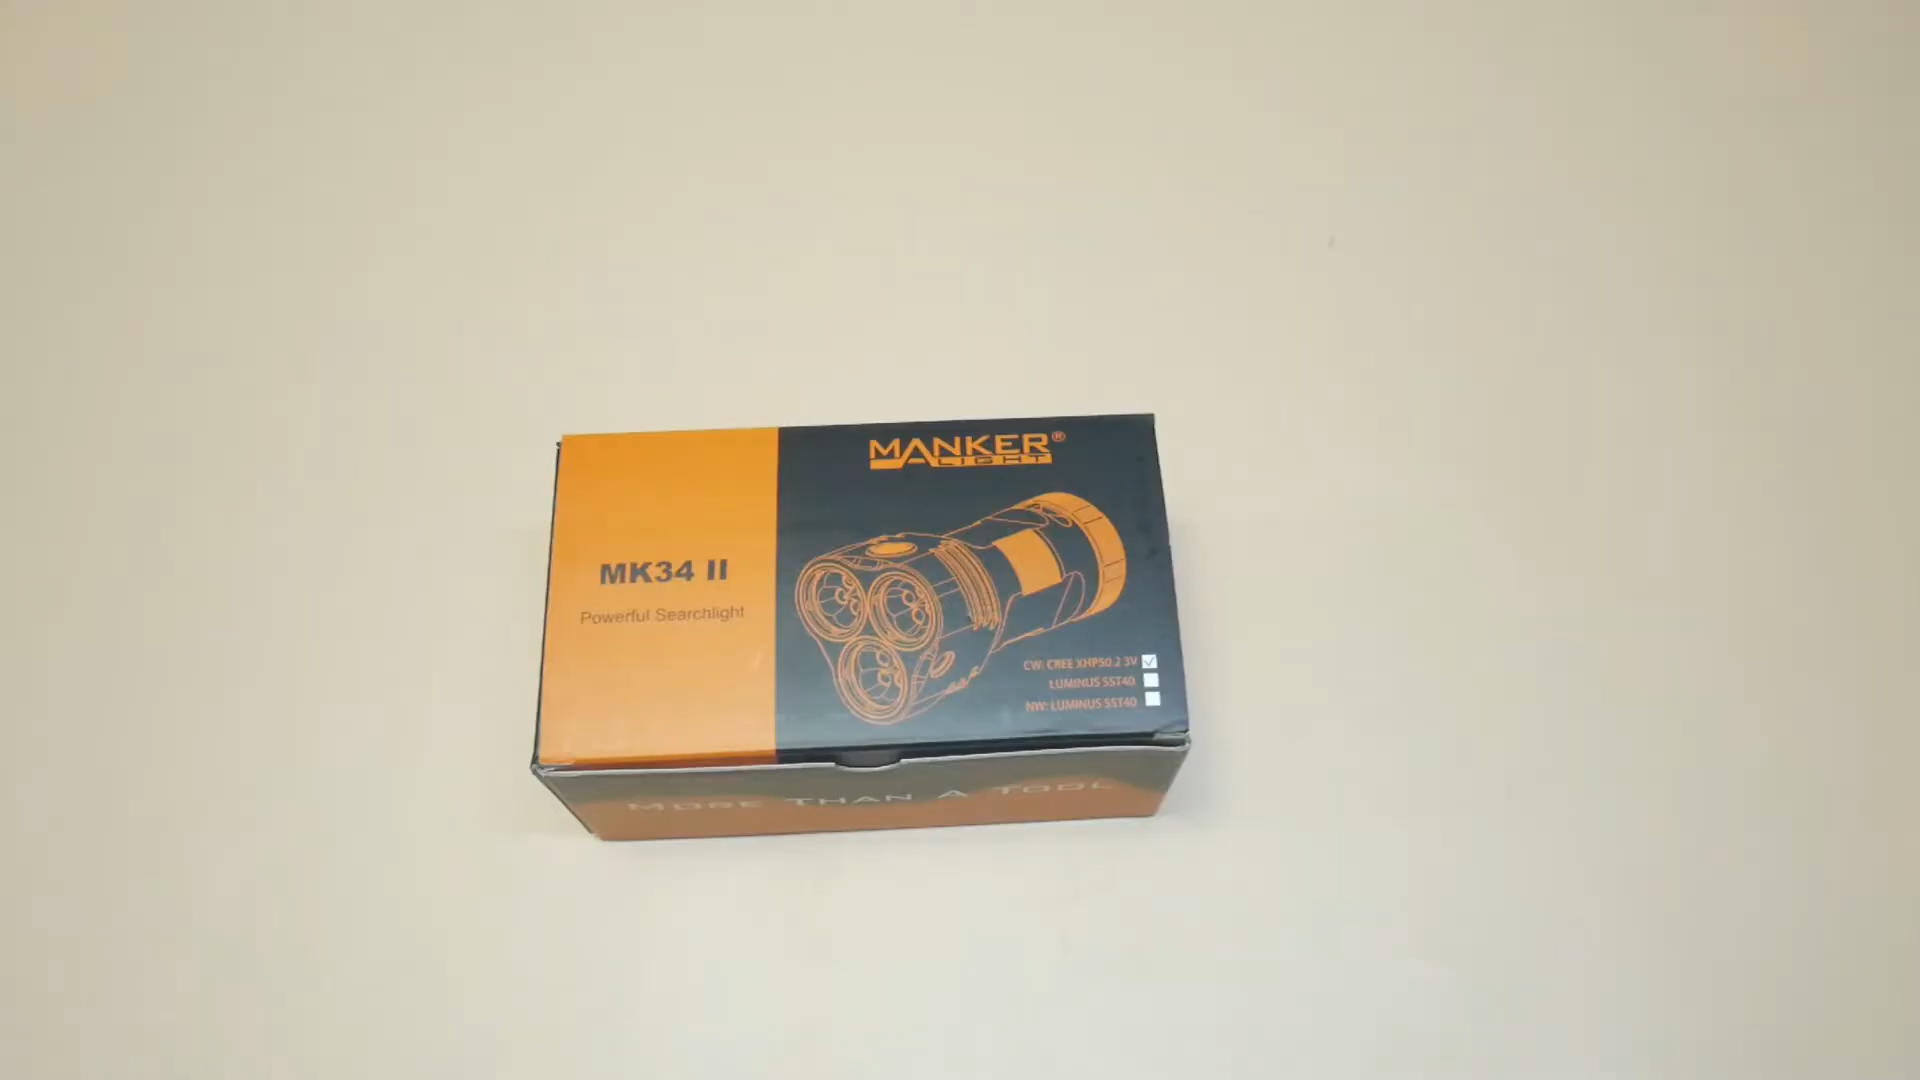 MANKER®
LIGHT
MK34 II
Powerful Searchlight
CW: CREE XHP50.2 3V
LUMINUS SST40
NW: LUMINUS SST40
MORE THAN A TOOL